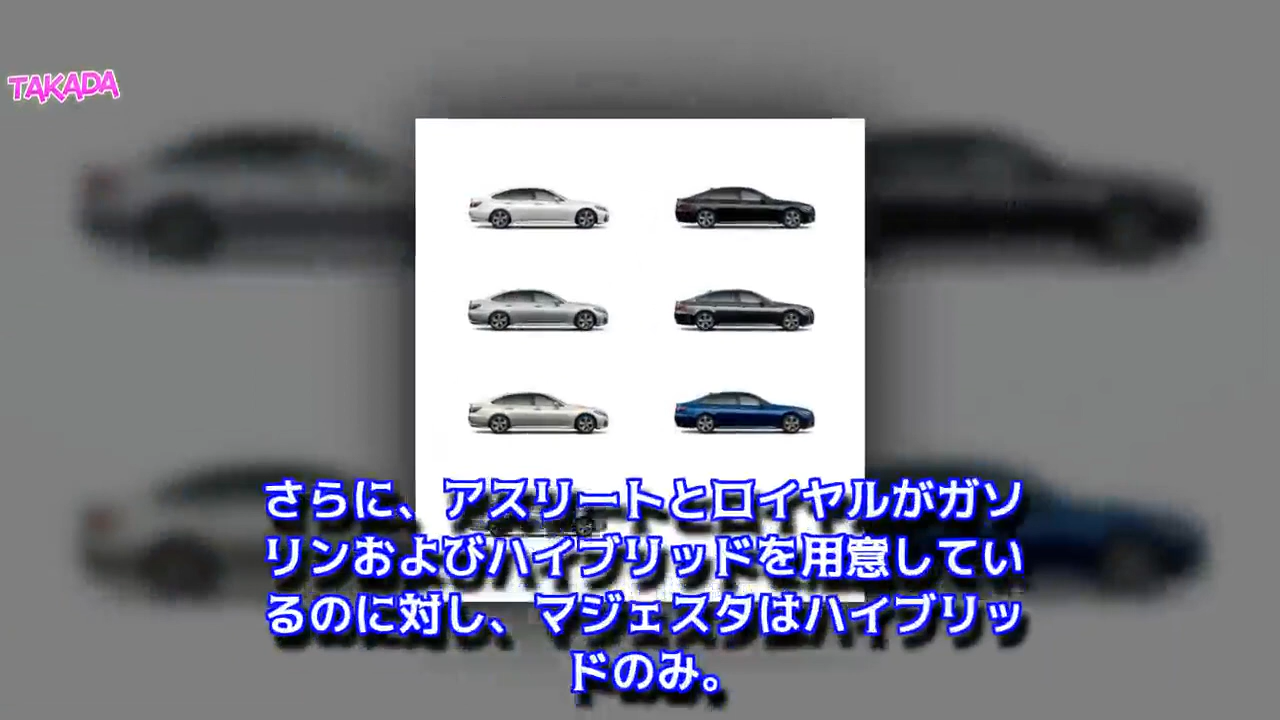 TAKADA
さらに、アスリートとロイヤルがガソ
リンおよびハイブリッドを用意してい
るのに対し、マジェスタはハイブリッ
ドのみ。